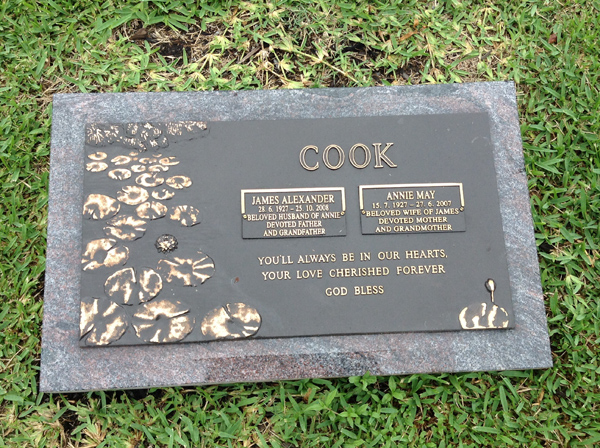 COOK
JAMES ALEXANDER
28. 6. 1927 - 25. 10. 2008
"BELOVED HUSBAND OF ANNIE"
DEVOTED FATHER
AND GRANDFATHER
ANNIE MAY
15. 7. 1927 - 27. 6. 2007
"BELOVED WIFE OF JAMES"
DEVOTED MOTHER
AND GRANDMOTHER
YOU'LL ALWAYS BE IN OUR HEARTS,
YOUR LOVE CHERISHED FOREVER
GOD BLESS